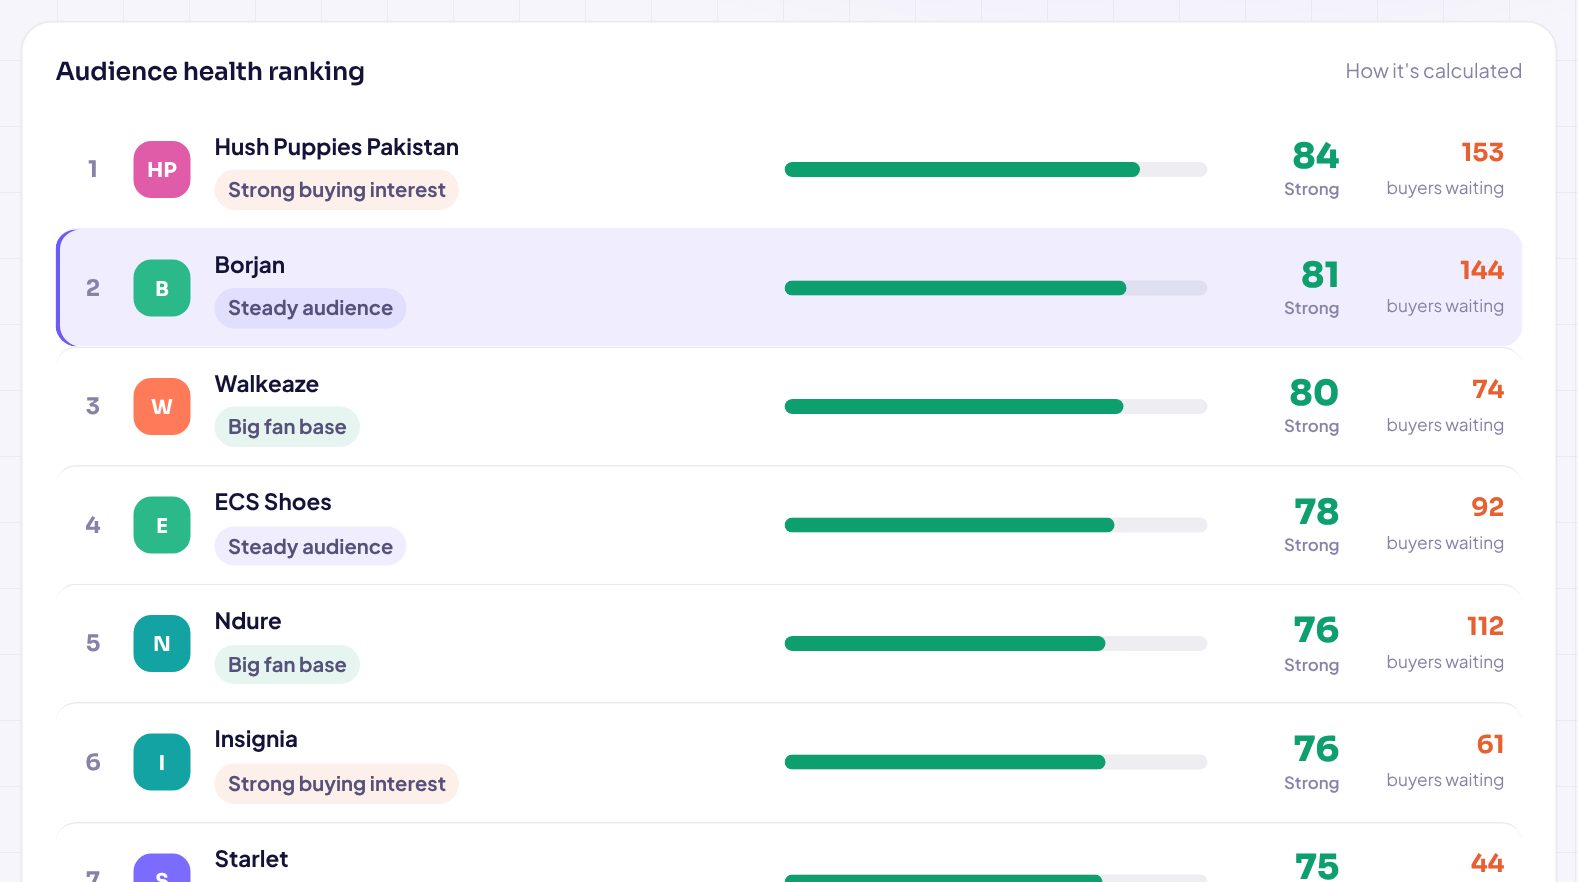 Audience health ranking
How it's calculated
1
HP
Hush Puppies Pakistan
Strong buying interest
84
Strong
153
buyers waiting
2
B
Borjan
Steady audience
81
Strong
144
buyers waiting
3
W
Walkeaze
Big fan base
80
Strong
74
buyers waiting
4
E
ECS Shoes
Steady audience
78
Strong
92
buyers waiting
5
N
Ndure
Big fan base
76
Strong
112
buyers waiting
6
I
Insignia
Strong buying interest
76
Strong
61
buyers waiting
7
S
Starlet
75
44